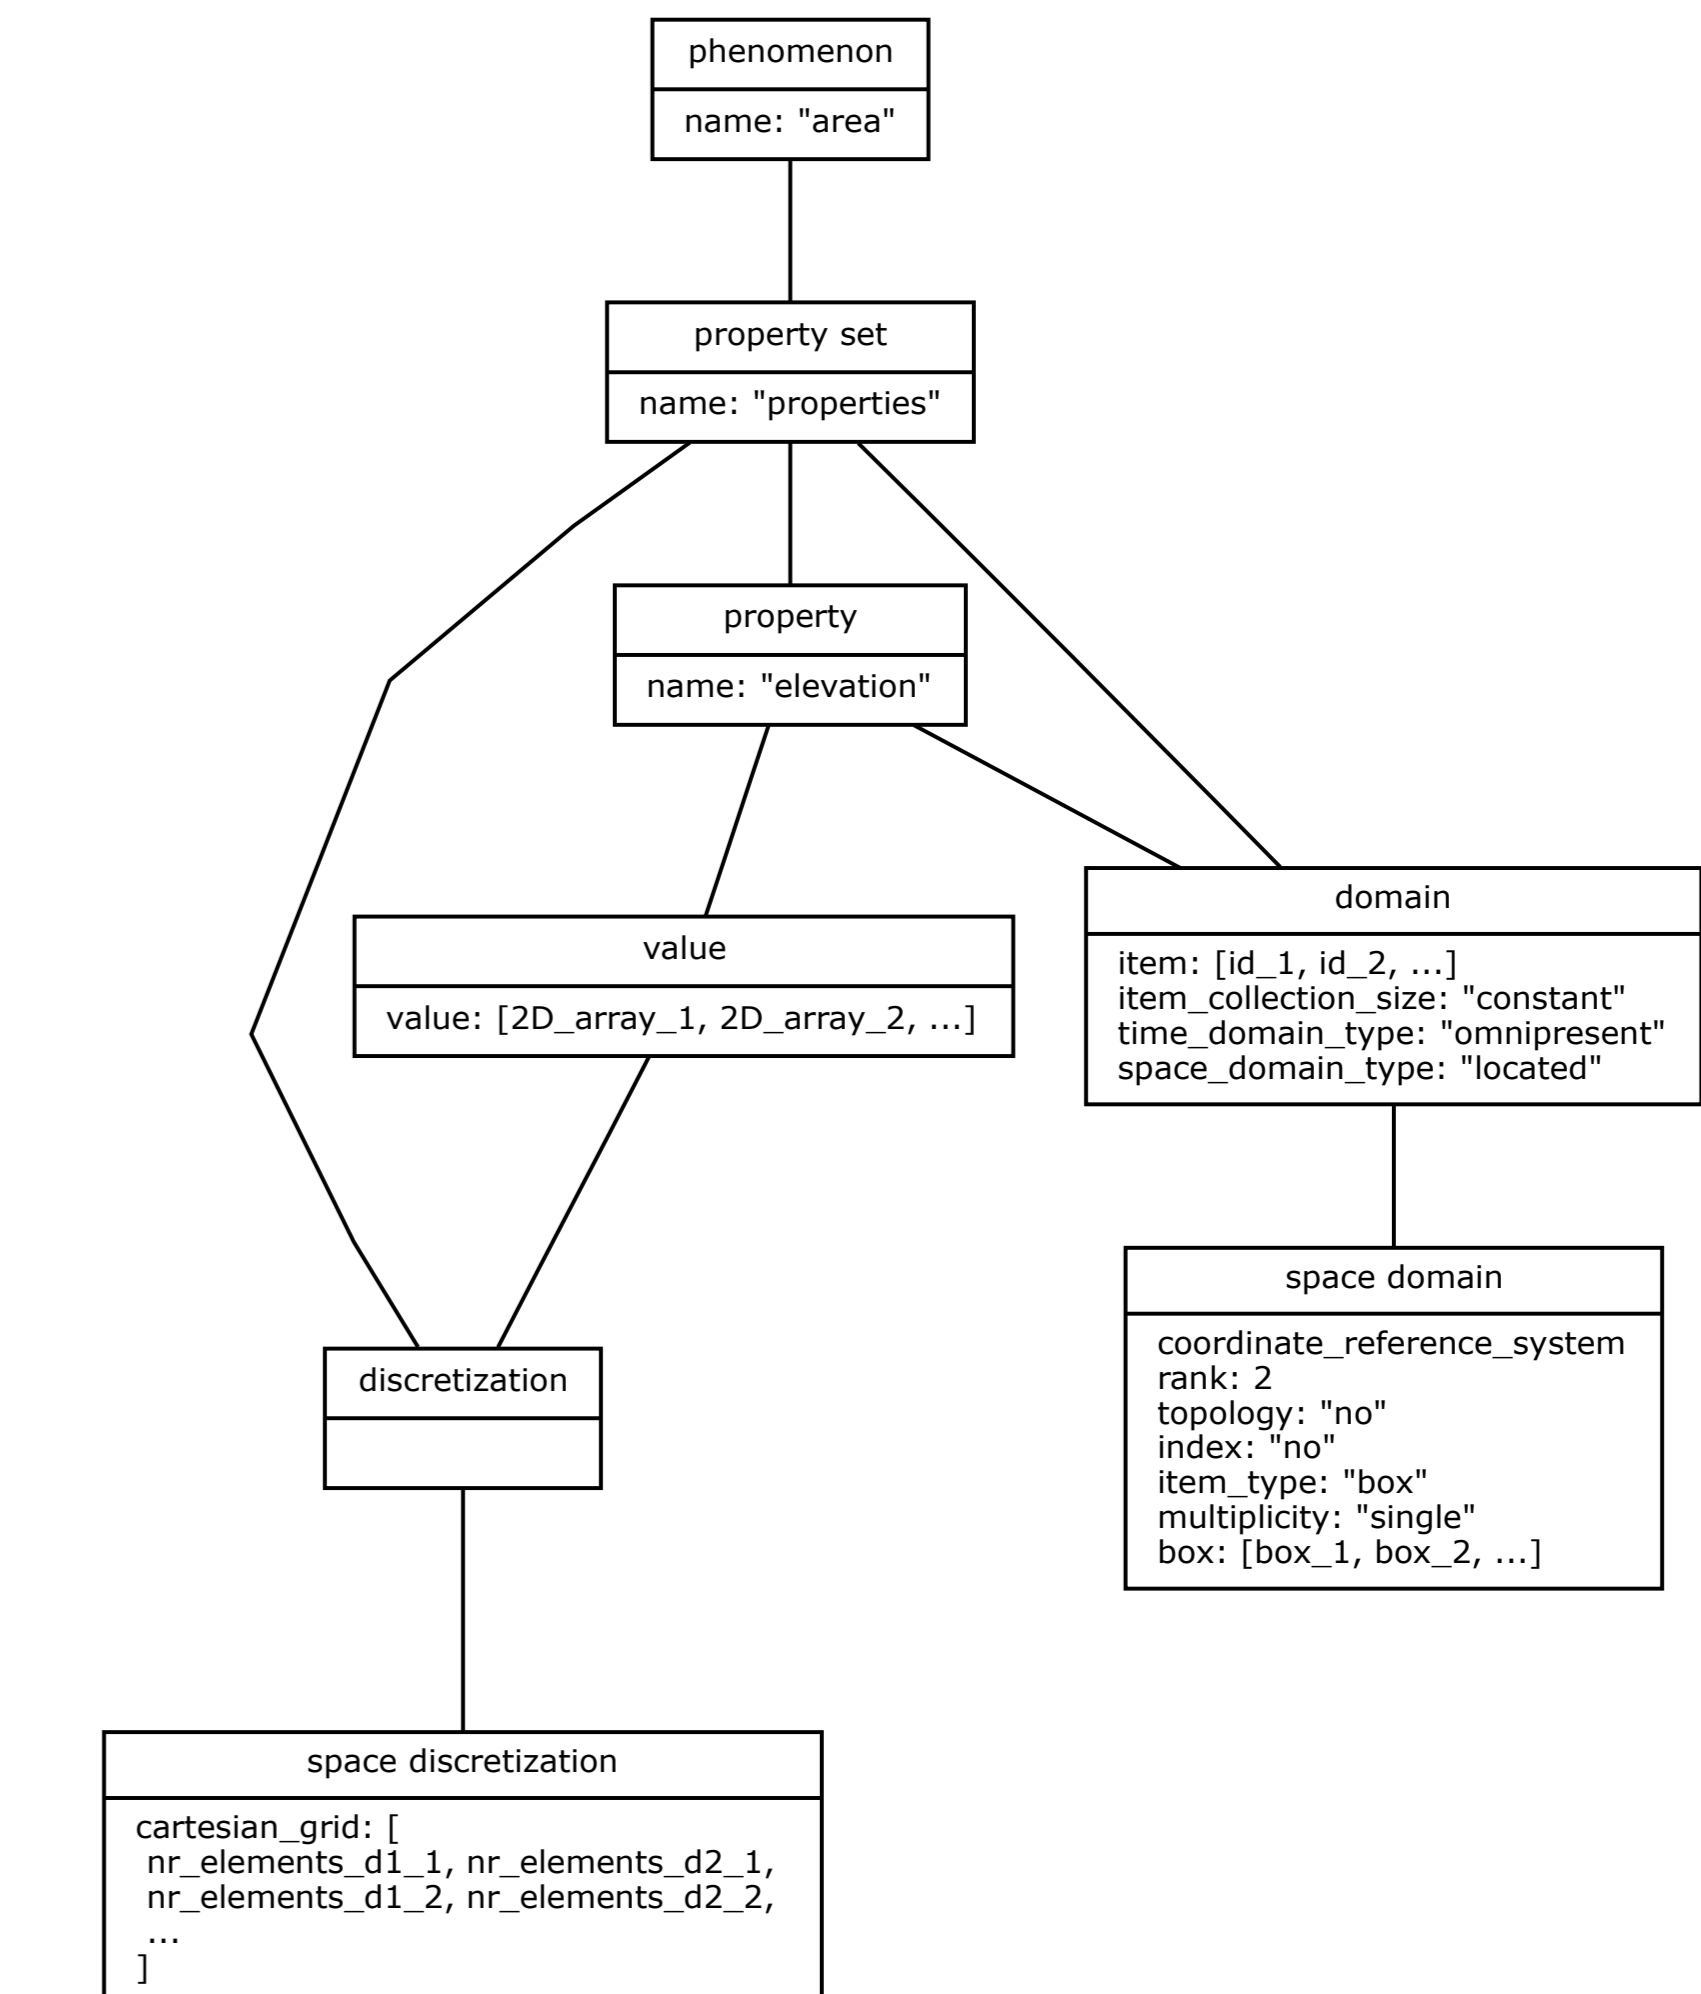 phenomenon
name: "area"
property set
name: "properties"
property
name: "elevation"
value
value: [2D_array_1, 2D_array_2, ...]
domain
item: [id_1, id_2, ...]
item_collection_size: "constant"
time_domain_type: "omnipresent"
space_domain_type: "located"
space domain
coordinate_reference_system
rank: 2
topology: "no"
index: "no"
item_type: "box"
multiplicity: "single"
box: [box_1, box_2, ...]
discretization
space discretization
cartesian_grid: [
nr_elements_d1_1, nr_elements_d2_1,
nr_elements_d1_2, nr_elements_d2_2,
...
]